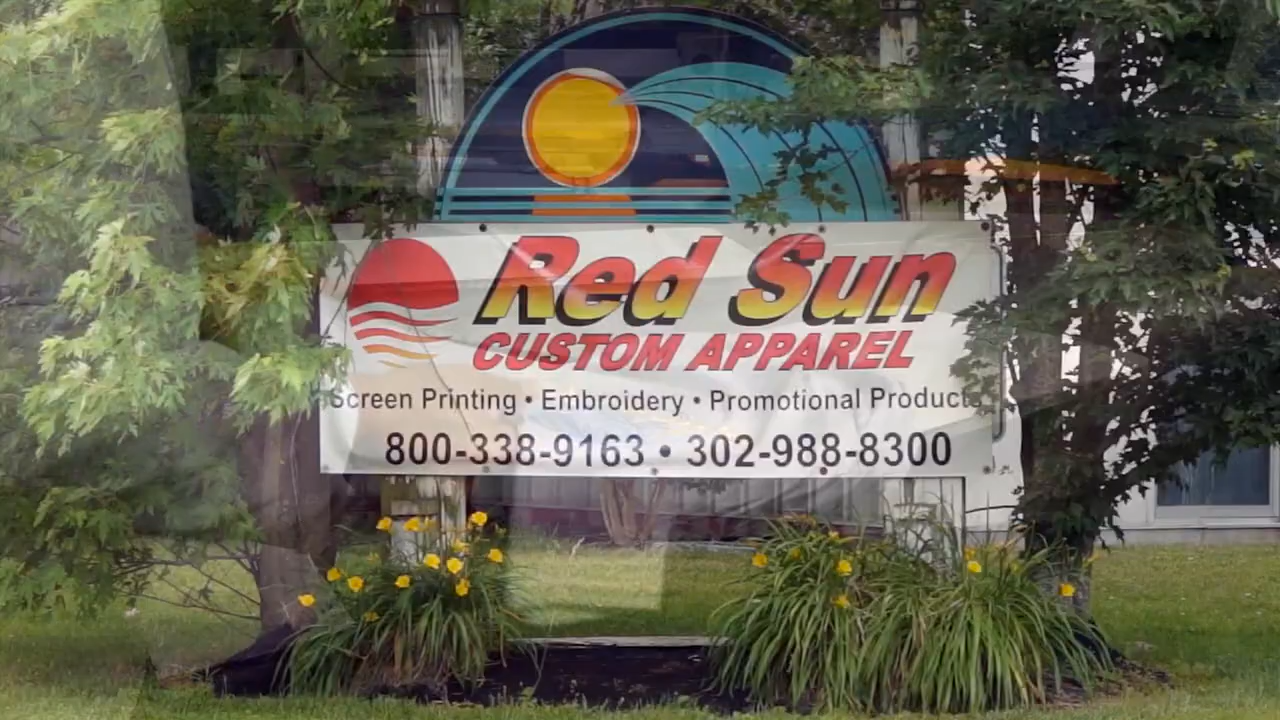 Red Sun
CUSTOM APPAREL
Screen Printing • Embroidery • Promotional Products
800-338-9163 • 302-988-8300